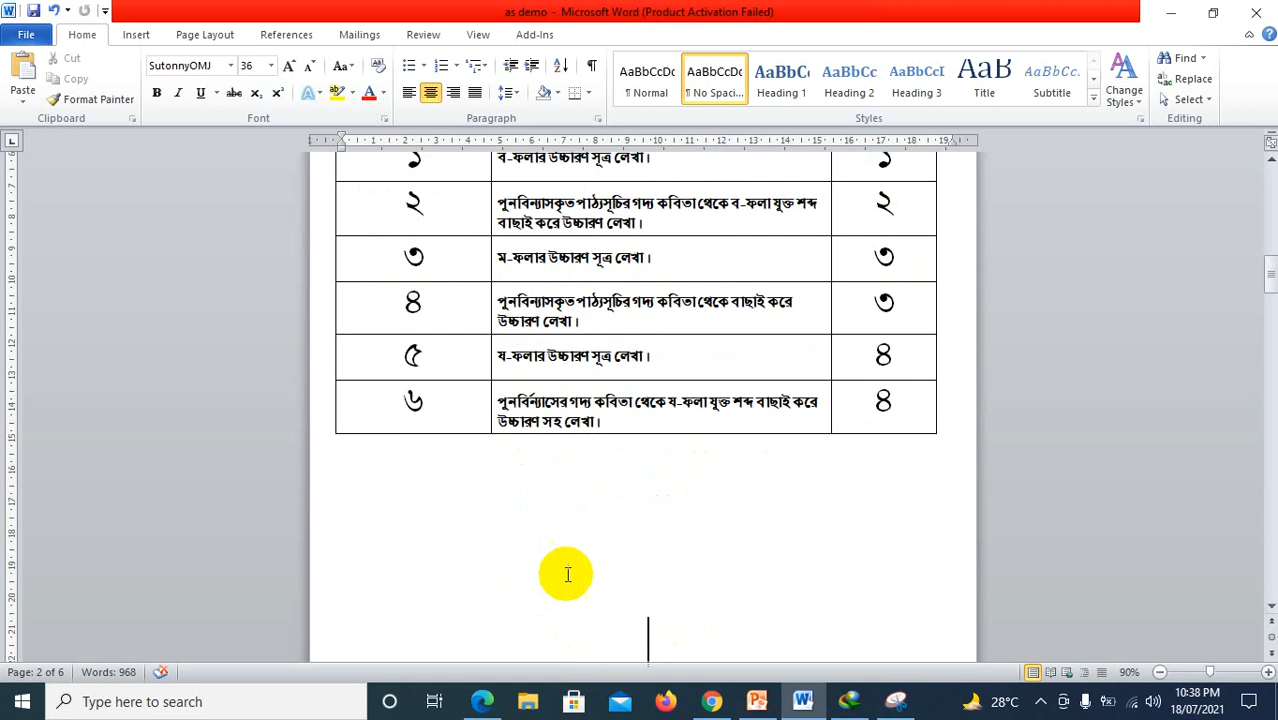 as demo - Microsoft Word (Product Activation Failed)
File Home Insert Page Layout References Mailings Review View Add-Ins
Paste
Cut
Copy
Format Painter
Clipboard
SutonnyOMJ 36
Font
Paragraph
AaBbCcDc AaBbCcDc AaBbCc AaBbCc AaBbCcI AaB AaBbCc.
¶ Normal ¶ No Spaci... Heading 1 Heading 2 Heading 3 Title Subtitle
Change Styles
Styles
Find
Replace
Select
Editing
১ ব-ফলার উচ্চারণ সূত্র লেখা। ১
২ পুনবিন্যাসকৃত পাঠ্যসূচির গদ্য কবিতা থেকে ব-ফলা যুক্ত শব্দ ২
বাছাই করে উচ্চারণ লেখা।
৩ ম-ফলার উচ্চারণ সূত্র লেখা। ৩
৪ পুনবিন্যাসকৃত পাঠ্যসূচির গদ্য কবিতা থেকে বাছাই করে ৩
উচ্চারণ লেখা।
৫ য-ফলার উচ্চারণ সূত্র লেখা। ৪
৬ পুনর্বিন্যাসের গদ্য কবিতা থেকে য-ফলা যুক্ত শব্দ বাছাই করে ৪
উচ্চারণ সহ লেখা।
Page: 2 of 6 Words: 968 90%
Type here to search 28°C 10:38 PM
18/07/2021